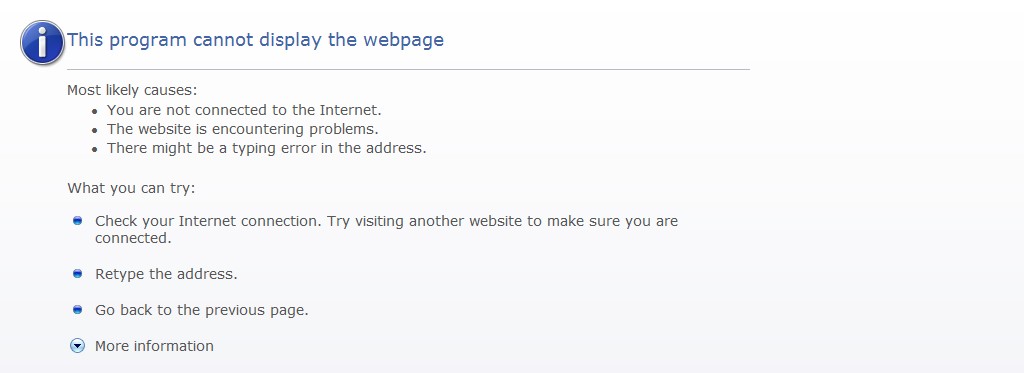 This program cannot display the webpage
Most likely causes:
You are not connected to the Internet.
The website is encountering problems.
There might be a typing error in the address.
What you can try:
Check your Internet connection. Try visiting another website to make sure you are
connected.
Retype the address.
Go back to the previous page.
More information